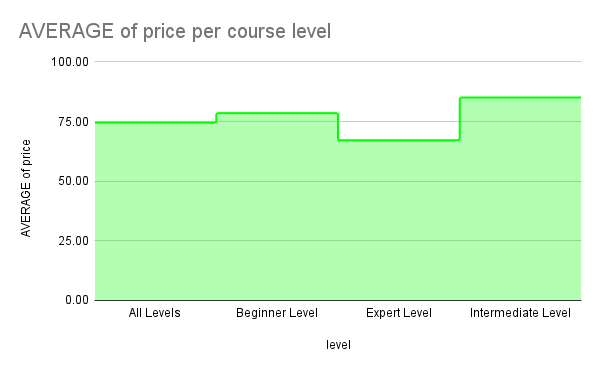 AVERAGE of price per course level
100.00
75.00
50.00
25.00
0.00
AVERAGE of price
All Levels
Beginner Level
Expert Level
Intermediate Level
level